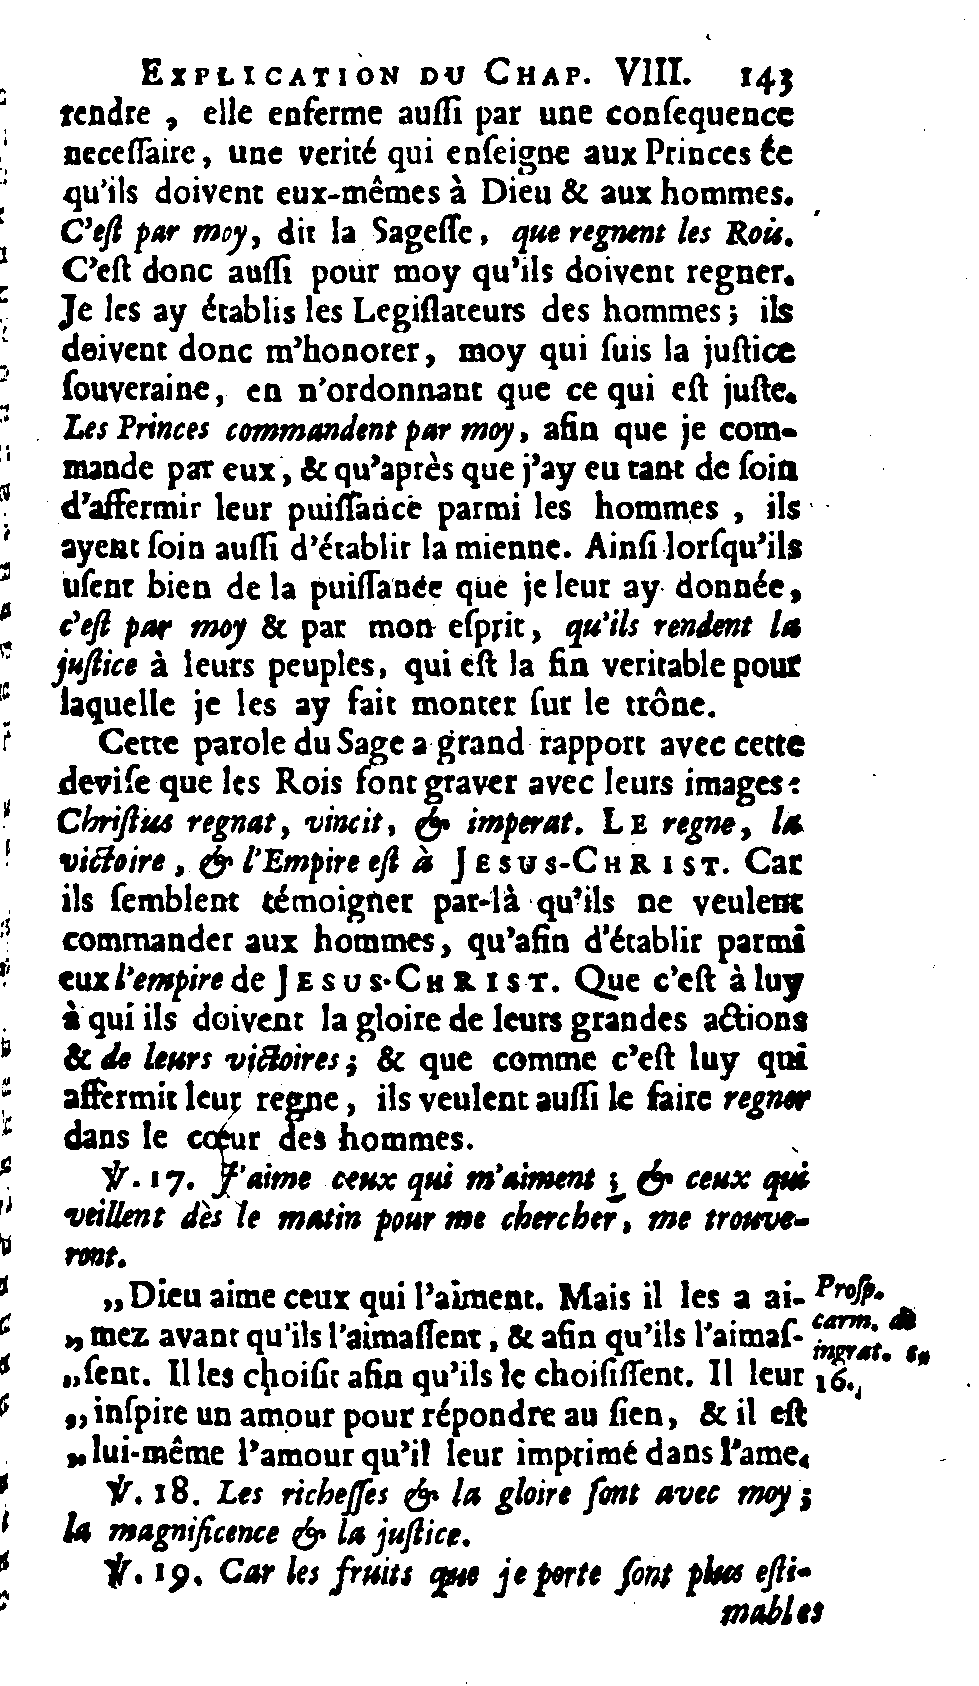 EXPLICATION DU CHAP. VIII. 143
rendre, elle enferme auſſi par une conſequence
neceſſaire, une verité qui enſeigne aux Princes ce
qu'ils doivent eux-mêmes à Dieu & aux hommes.
C'eſt par moy, dit la Sageſſe, que regnent les Rois.
C'eſt donc auſſi pour moy qu'ils doivent regner.
Je les ay établis les Legiſlateurs des hommes; ils
doivent donc m'honorer, moy qui ſuis la juſtice
ſouveraine, en n'ordonnant que ce qui eſt juſte.
Les Princes commandent par moy, afin que je com-
mande par eux, & qu'après que j'ay eu tant de ſoin
d'affermir leur puiſſance parmi les hommes, ils
ayent ſoin auſſi d'établir la mienne. Ainſi lorſqu'ils
uſent bien de la puiſſance que je leur ay donnée,
c'eſt par moy & par mon eſprit, qu'ils rendent la
juſtice à leurs peuples, qui eſt la fin veritable pour
laquelle je les ay fait monter ſur le trône.
Cette parole du Sage a grand rapport avec cette
deviſe que les Rois font graver avec leurs images:
Chriſtus regnat, vincit, & imperat. LE regne, la
victoire, & l'Empire eſt à JESUS-CHRIST. Car
ils ſemblent témoigner par-là qu'ils ne veulent
commander aux hommes, qu'afin d'établir parmi
eux l'empire de JESUS-CHRIST. Que c'eſt à luy
à qui ils doivent la gloire de leurs grandes actions
& de leurs victoires; & que comme c'eſt luy qui
affermit leur regne, ils veulent auſſi le faire regner
dans le cœur des hommes.
℣. 17. J'aime ceux qui m'aiment; & ceux qui
veillent dès le matin pour me chercher, me trouve-
ront.
„Dieu aime ceux qui l'aiment. Mais il les a ai-
„mez avant qu'ils l'aimaſſent, & afin qu'ils l'aimaſ-
„ſent. Il les choiſit afin qu'ils le choiſiſſent. Il leur
„inſpire un amour pour répondre au ſien, & il eſt
„lui-même l'amour qu'il leur imprimé dans l'ame.
Proſp.
carm. de
ingrat. c.
16.
℣. 18. Les richeſſes & la gloire ſont avec moy;
la magnificence & la juſtice.
℣. 19. Car les fruits que je porte ſont plus eſti-
mables